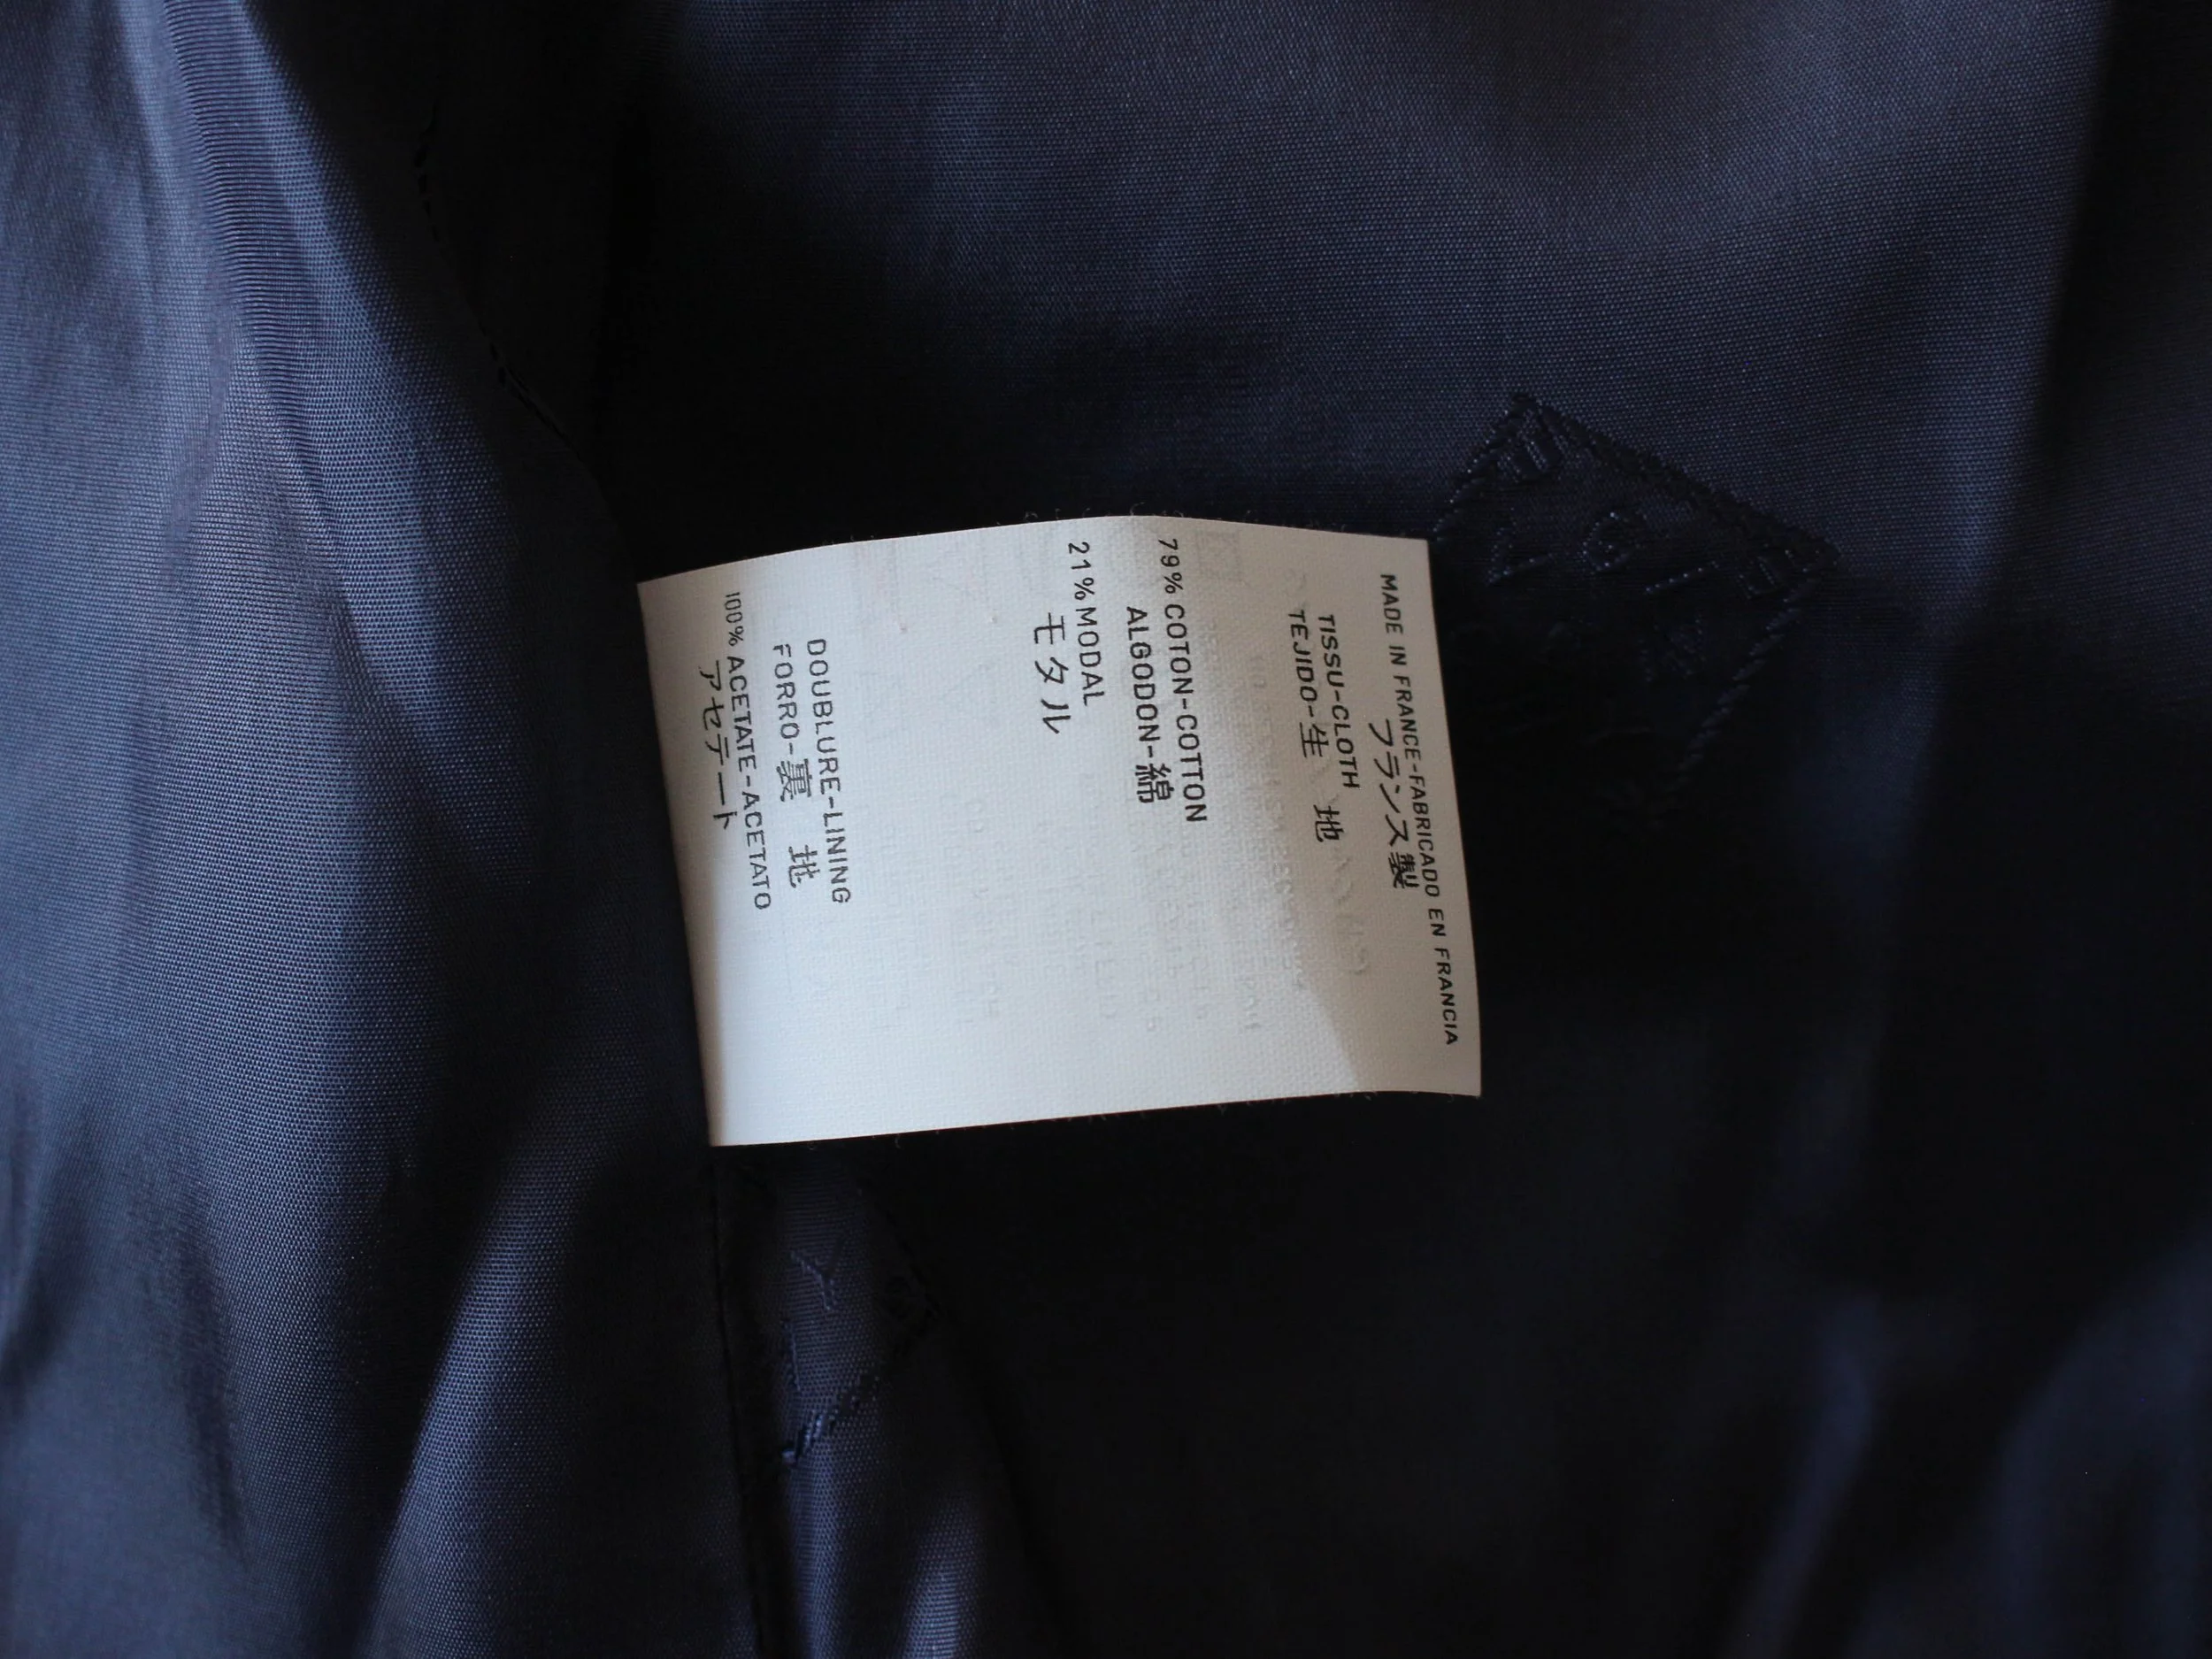 MADE IN FRANCE-FABRICADO EN FRANCIA
フランス製
TISSU-CLOTH
TEJIDO-生 地
79% COTON-COTTON
ALGODON-綿
21% MODAL
モタル
DOUBLURE-LINING
FORRO-裏 地
100% ACETATE-ACETATO
アセテート